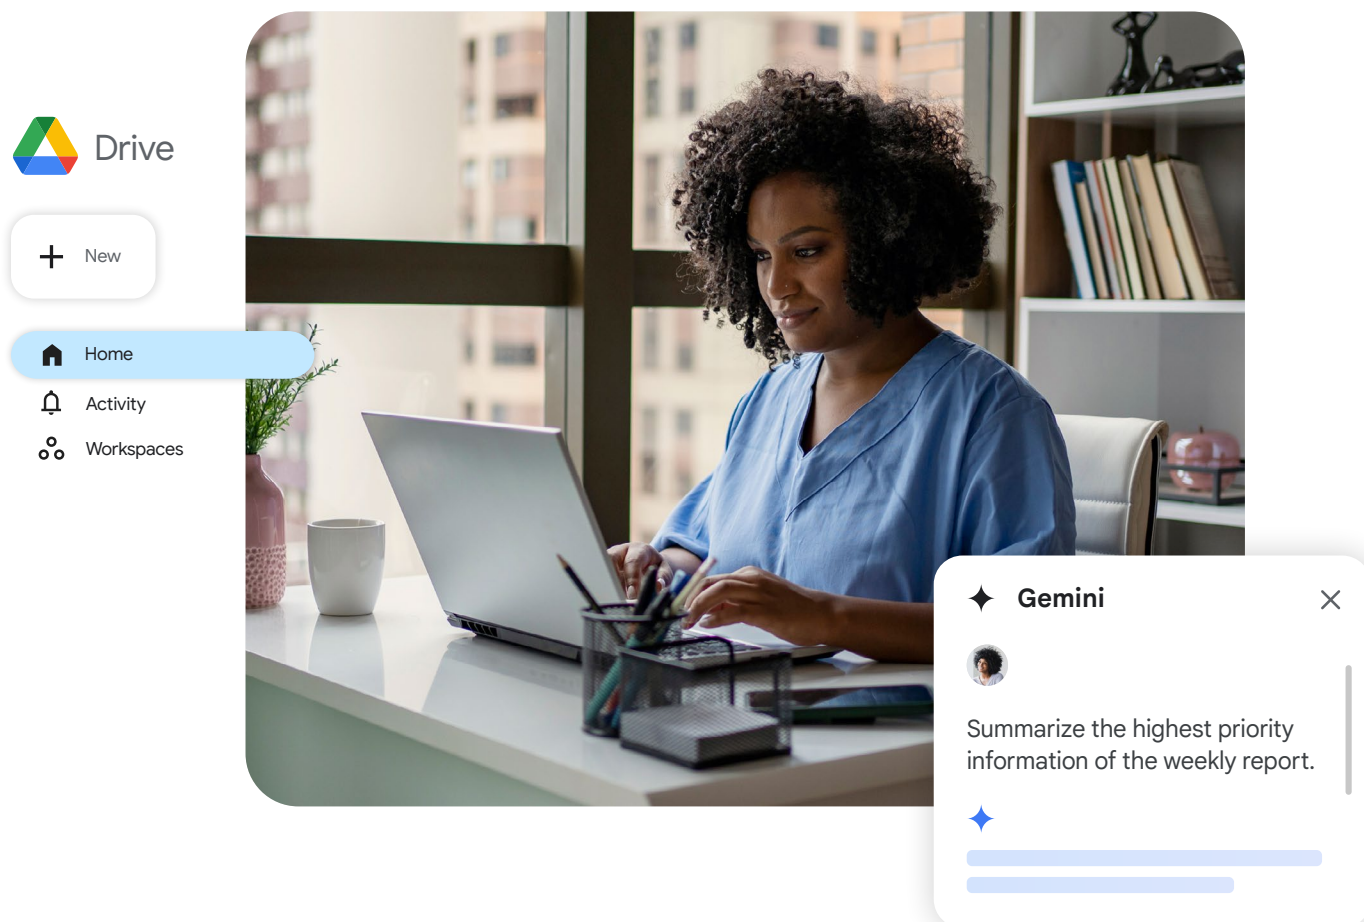 Drive
New
Home
Activity
Workspaces
Gemini
Summarize the highest priority
information of the weekly report.